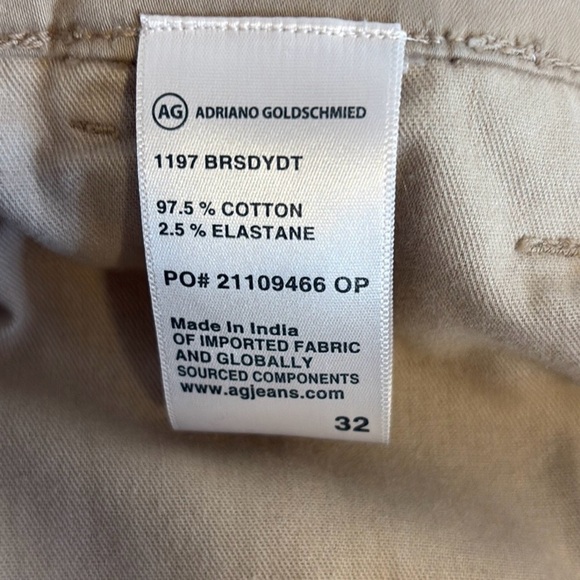 AG ADRIANO GOLDSCHMIED
1197 BRSDYDT
97.5 % COTTON
2.5 % ELASTANE
PO# 21109466 OP
Made In India
OF IMPORTED FABRIC
AND GLOBALLY
SOURCED COMPONENTS
www.agjeans.com
32